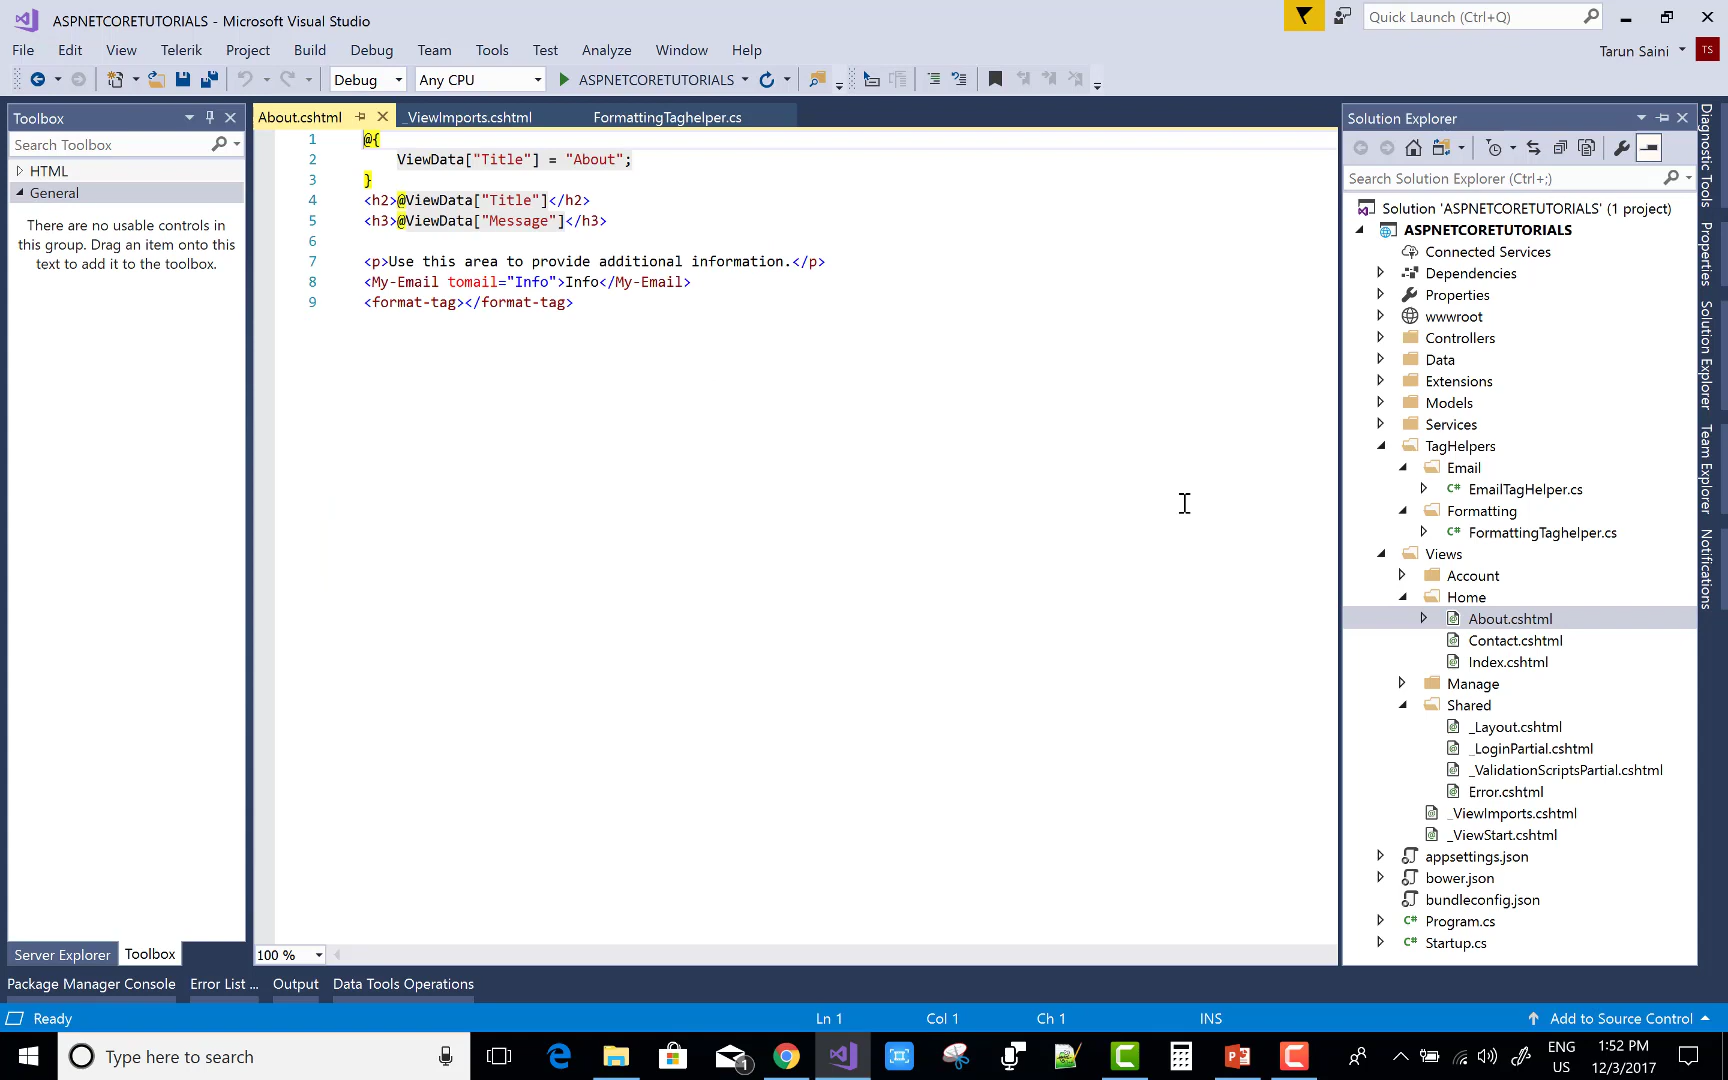 ASPNETCORETUTORIALS - Microsoft Visual Studio
Quick Launch (Ctrl+Q)
File Edit View Telerik Project Build Debug Team Tools Test Analyze Window Help
Tarun Saini
TS
Debug
Any CPU
ASPNETCORETUTORIALS
Toolbox
Search Toolbox
HTML
General
There are no usable controls in
this group. Drag an item onto this
text to add it to the toolbox.
Server Explorer
Toolbox
About.cshtml
_ViewImports.cshtml
FormattingTaghelper.cs
1 @{
2 ViewData["Title"] = "About";
3 }
4 <h2>@ViewData["Title"]</h2>
5 <h3>@ViewData["Message"]</h3>
6
7 <p>Use this area to provide additional information.</p>
8 <My-Email tomail="Info">Info</My-Email>
9 <format-tag></format-tag>
100 %
Solution Explorer
Search Solution Explorer (Ctrl+;)
Solution 'ASPNETCORETUTORIALS' (1 project)
ASPNETCORETUTORIALS
Connected Services
Dependencies
Properties
wwwroot
Controllers
Data
Extensions
Models
Services
TagHelpers
Email
C# EmailTagHelper.cs
Formatting
C# FormattingTaghelper.cs
Views
Account
Home
About.cshtml
Contact.cshtml
Index.cshtml
Manage
Shared
_Layout.cshtml
_LoginPartial.cshtml
_ValidationScriptsPartial.cshtml
Error.cshtml
_ViewImports.cshtml
_ViewStart.cshtml
appsettings.json
bower.json
bundleconfig.json
C# Program.cs
C# Startup.cs
Diagnostic Tools
Properties
Solution Explorer
Team Explorer
Notifications
Package Manager Console
Error List ...
Output
Data Tools Operations
Ready
Ln 1
Col 1
Ch 1
INS
Add to Source Control
Type here to search
1
ENG
US
1:52 PM
12/3/2017